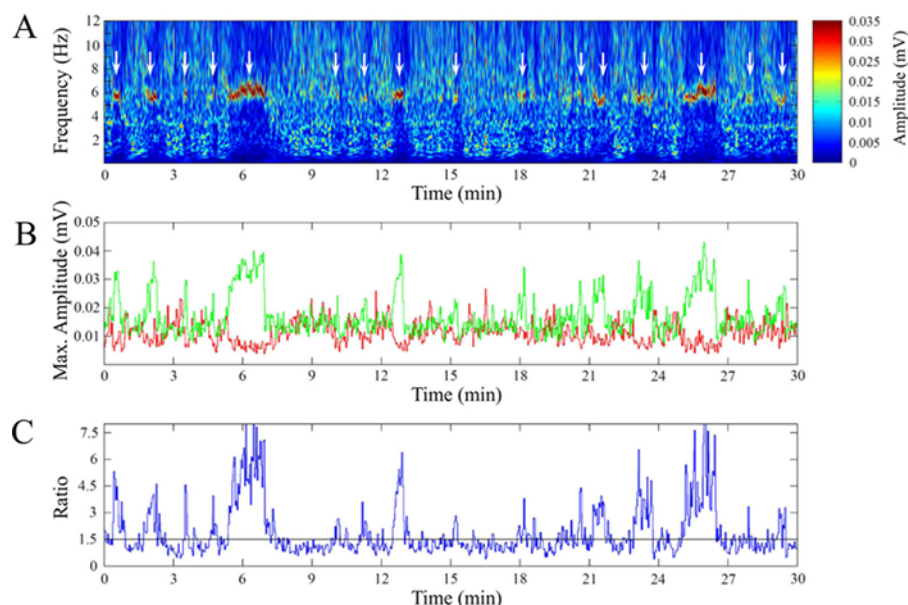 A
Frequency (Hz)
12
10
8
6
4
2
0 3 6 9 12 15 18 21 24 27 30
Time (min)
0.035
0.03
0.025
0.02
0.015
0.01
0.005
0
Amplitude (mV)
B
Max. Amplitude (mV)
0.05
0.04
0.03
0.02
0.01
0 3 6 9 12 15 18 21 24 27 30
Time (min)
C
Ratio
7.5
6
4.5
3
1.5
0
0 3 6 9 12 15 18 21 24 27 30
Time (min)